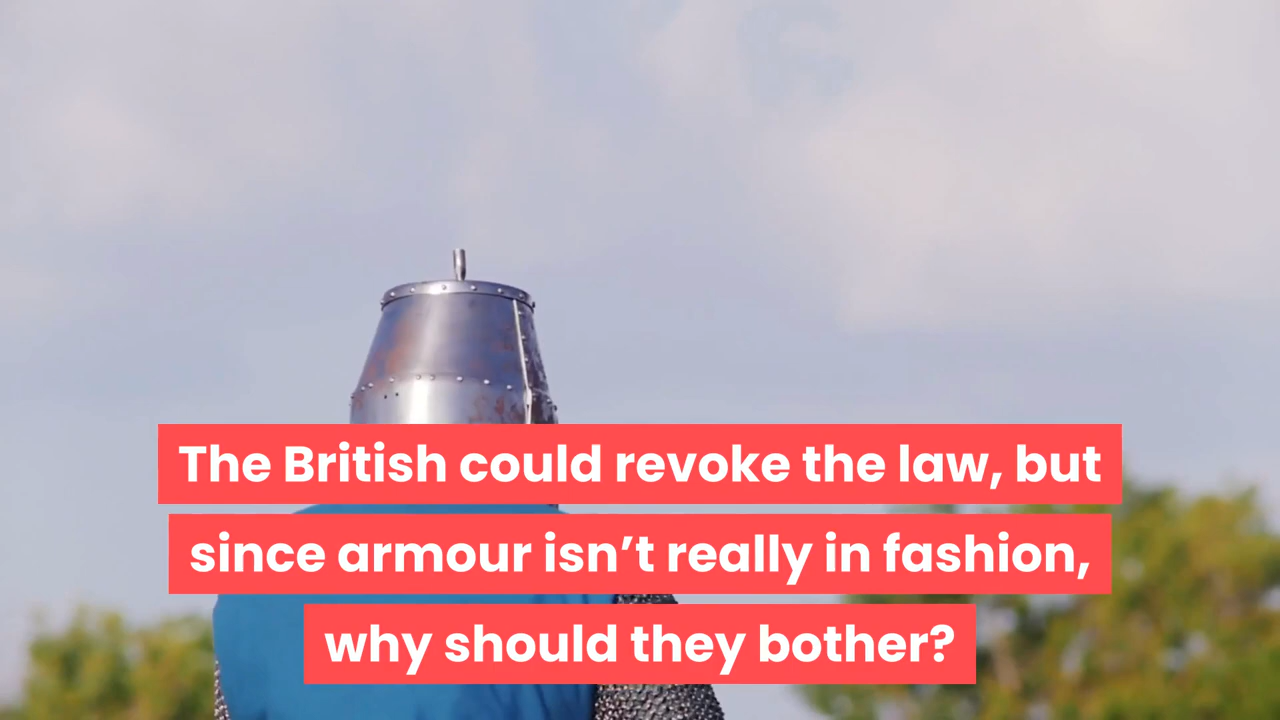 The British could revoke the law, but
since armour isn’t really in fashion,
why should they bother?